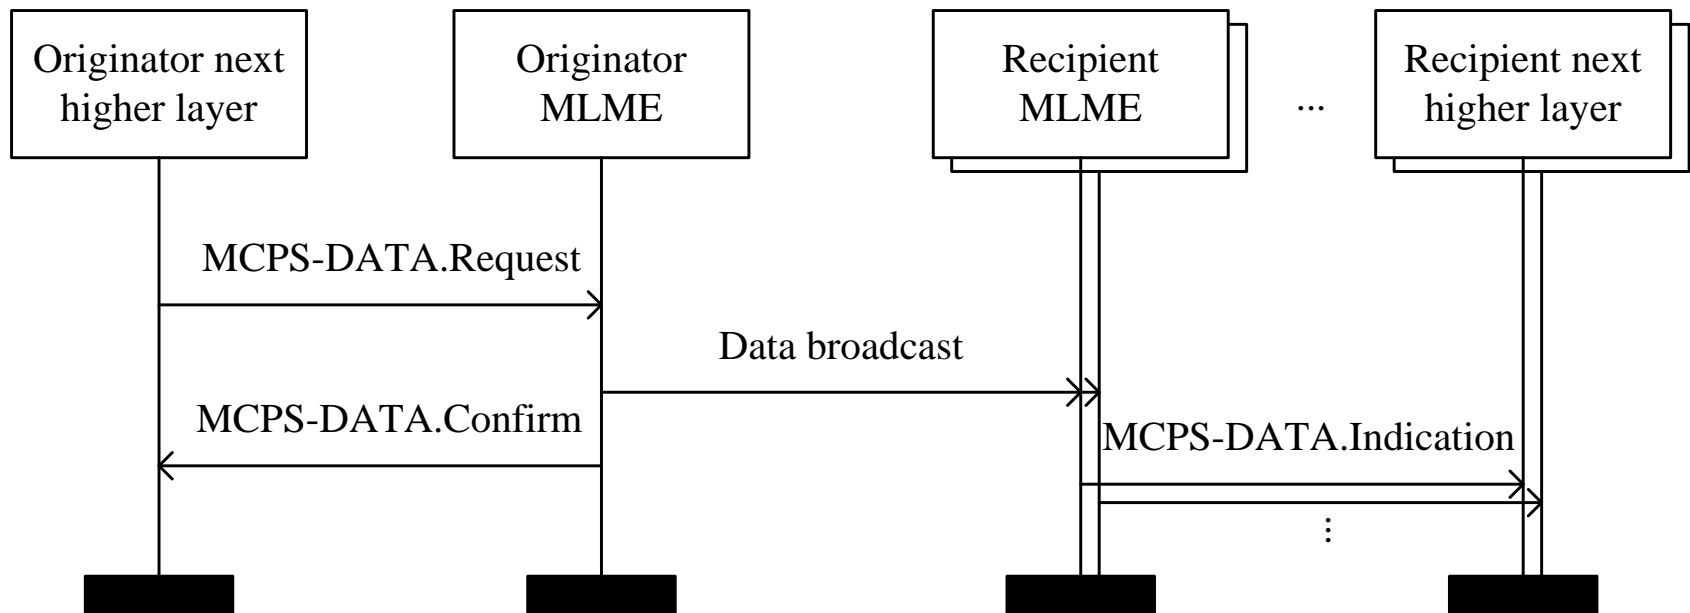 Originator next
higher layer
Originator
MLME
Recipient
MLME
...
Recipient next
higher layer
MCPS-DATA.Request
Data broadcast
MCPS-DATA.Confirm
MCPS-DATA.Indication
...